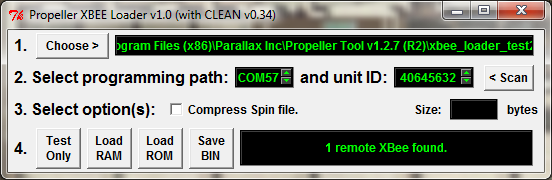 Propeller XBEE Loader v1.0 (with CLEAN v0.34)
1. Choose > ogram Files (x86)\Parallax Inc\Propeller Tool v1.2.7 (R2)\xbee_loader_test2
2. Select programming path: COM57 and unit ID: 40645632 < Scan
3. Select option(s): Compress Spin file. Size: bytes
4. Test Only Load RAM Load ROM Save BIN 1 remote XBee found.